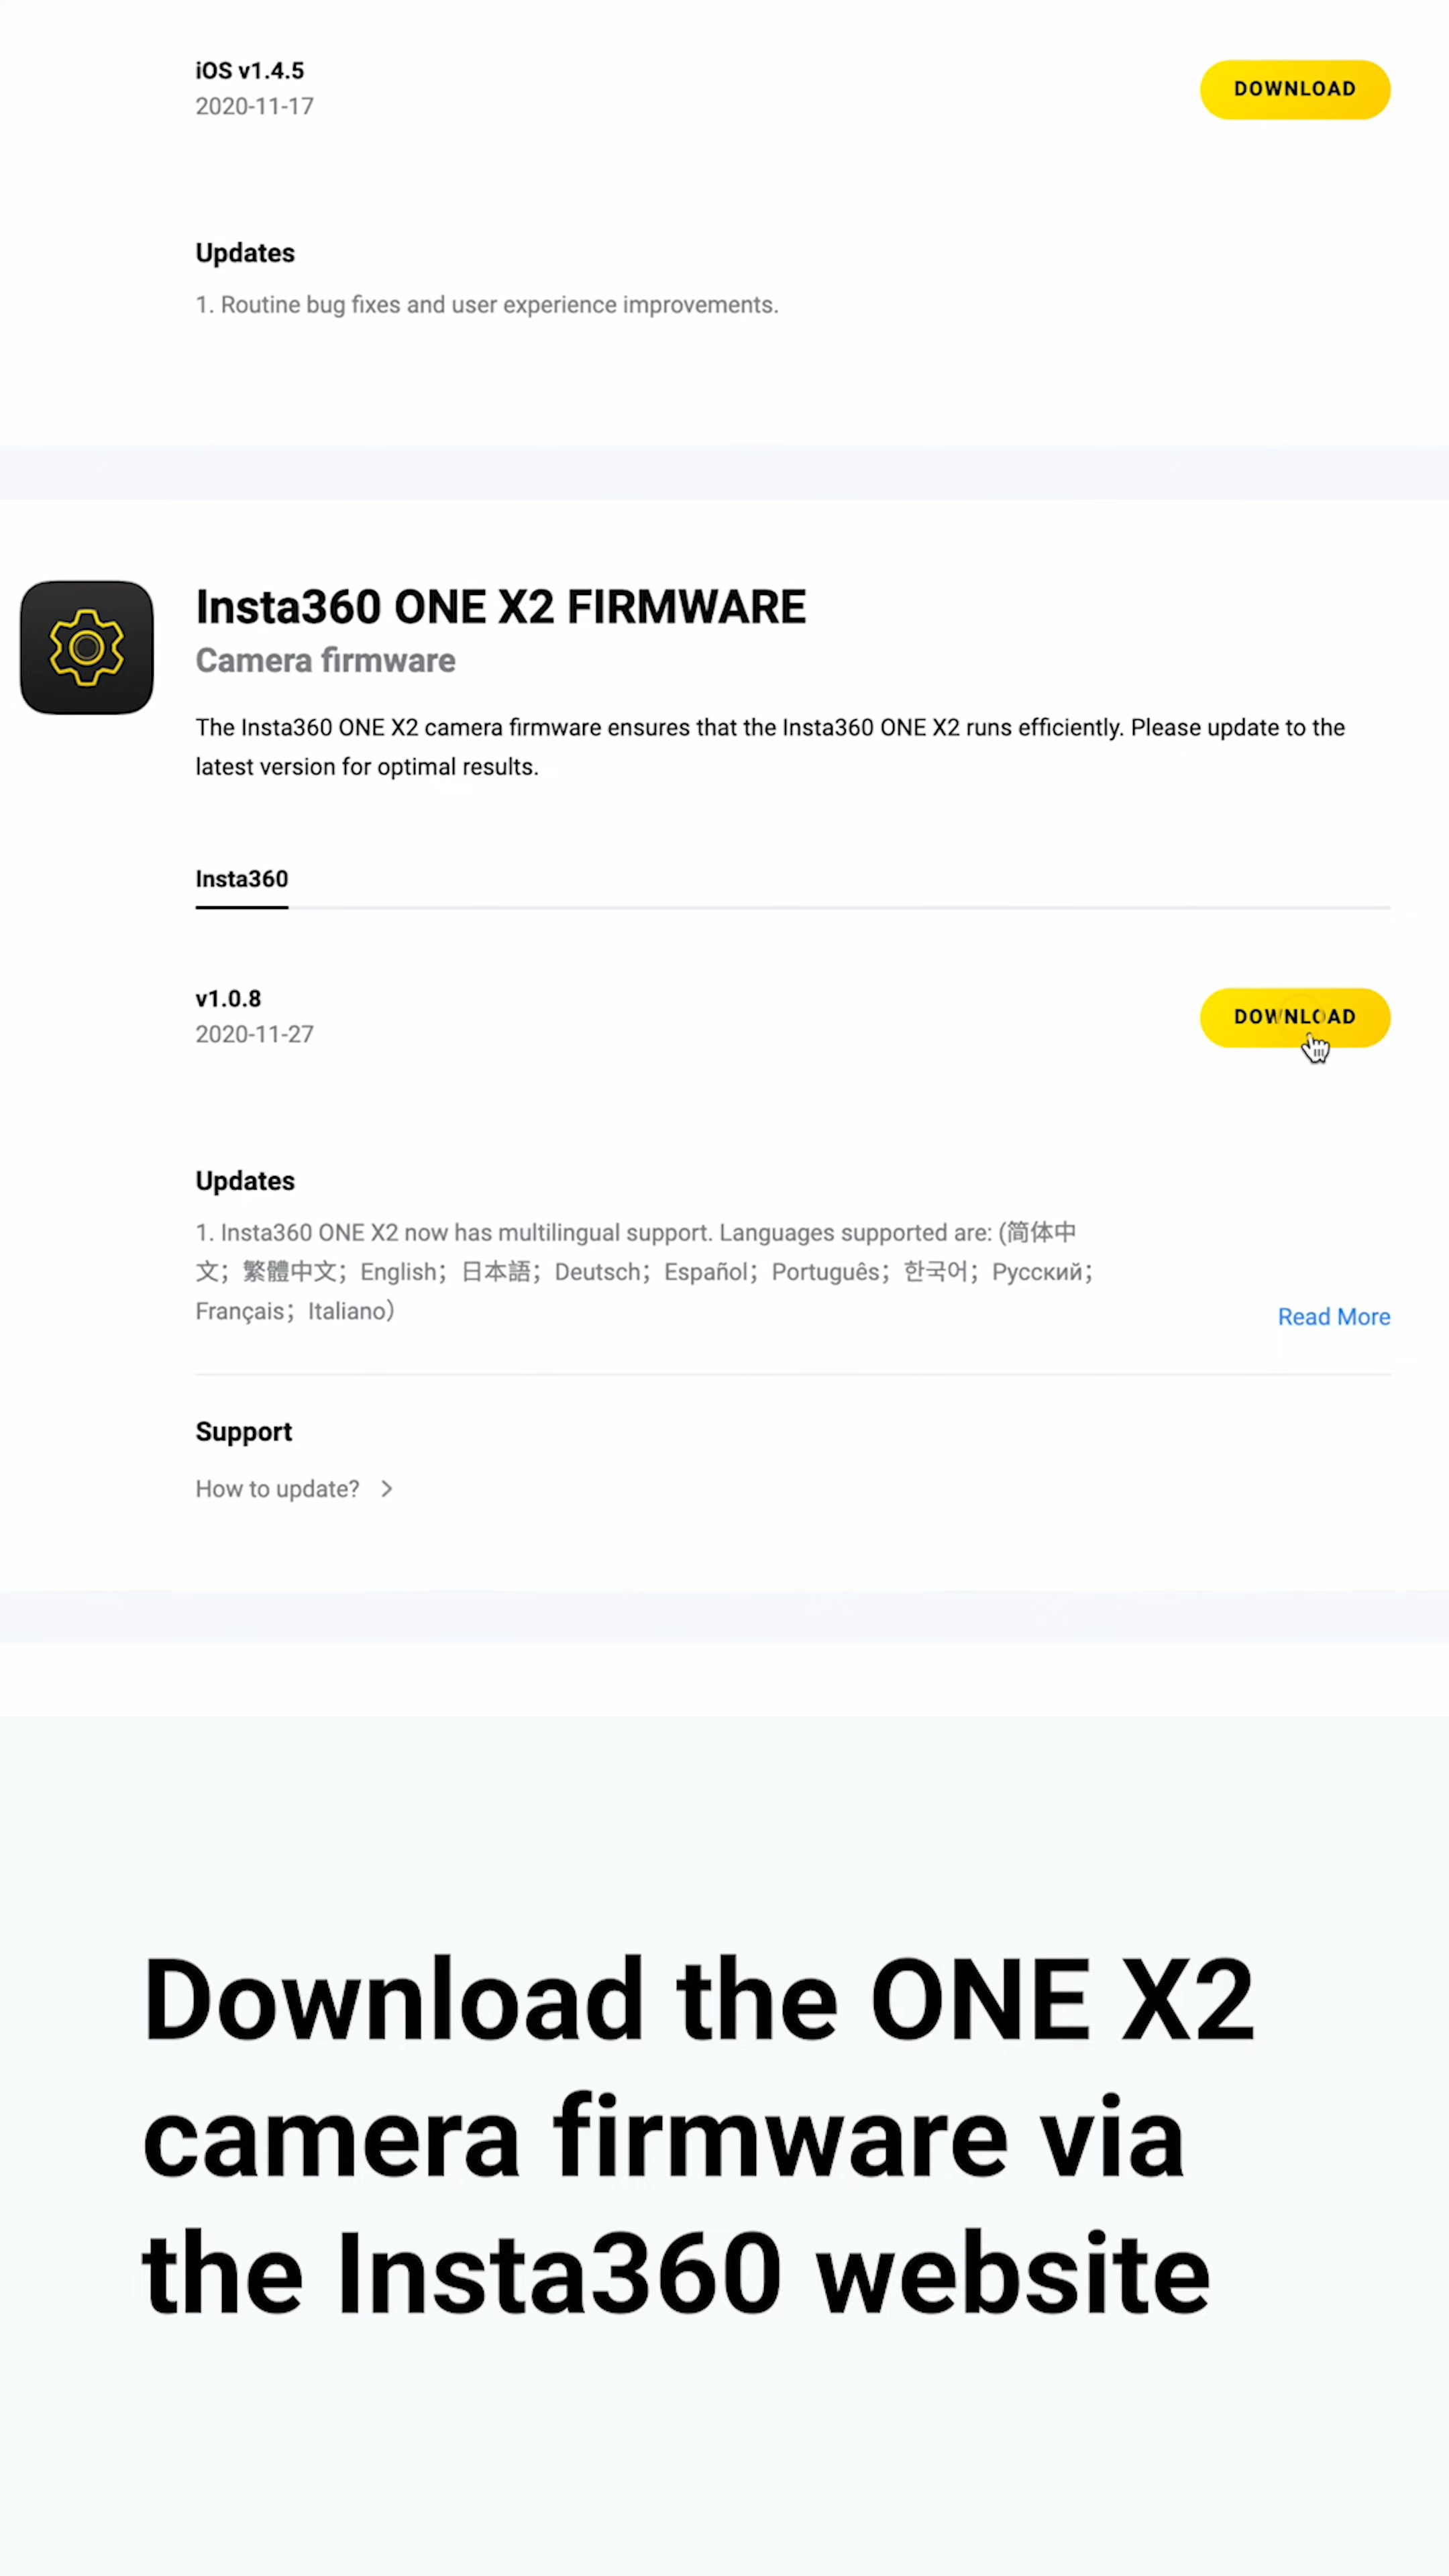 iOS v1.4.5
DOWNLOAD
2020-11-17
Updates
1. Routine bug fixes and user experience improvements.
Insta360 ONE X2 FIRMWARE
Camera firmware
The Insta360 ONE X2 camera firmware ensures that the Insta360 ONE X2 runs efficiently. Please update to the
latest version for optimal results.
Insta360
v1.0.8
DOWNLOAD
2020-11-27
Updates
1. Insta360 ONE X2 now has multilingual support. Languages supported are: (简体中
文；繁體中文；English；日本語；Deutsch；Español；Português；한국어；Русский；
Français；Italiano）
Read More
Support
How to update? >
Download the ONE X2
camera firmware via
the Insta360 website